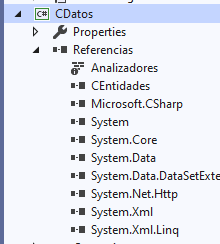 C# CDatos
Properties
Referencias
Analizadores
CEntidades
Microsoft.CSharp
System
System.Core
System.Data
System.Data.DataSetExte
System.Net.Http
System.Xml
System.Xml.Linq